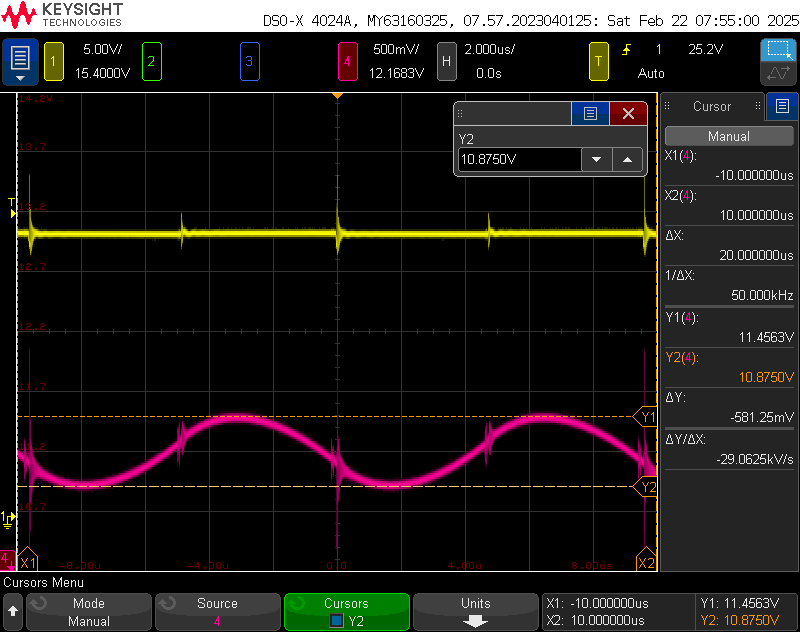 KEYSIGHT
TECHNOLOGIES
DSO-X 4024A, MY63160325, 07.57.2023040125: Sat Feb 22 07:55:00 2025
1 5.00V/ 2 3 4 500mV/ H 2.000us/ T 1 25.2V
15.4000V 12.1683V 0.0s Auto
14.2V
13.7
13.2
12.7
12.2
11.7
11.2
10.7
T
Y2
10.8750V
Y1
Y2
1
4
X1 -8.00u -4.00u 0.0 4.00u 8.00u X2
Cursor
Manual
X1(4):
-10.000000us
X2(4):
10.000000us
ΔX:
20.000000us
1/ΔX:
50.000kHz
Y1(4):
11.4563V
Y2(4):
10.8750V
ΔY:
-581.25mV
ΔY/ΔX:
-29.0625kV/s
Cursors Menu
Mode
Manual
Source
4
Cursors
Y2
Units
X1: -10.000000us
X2: 10.000000us
Y1: 11.4563V
Y2: 10.8750V